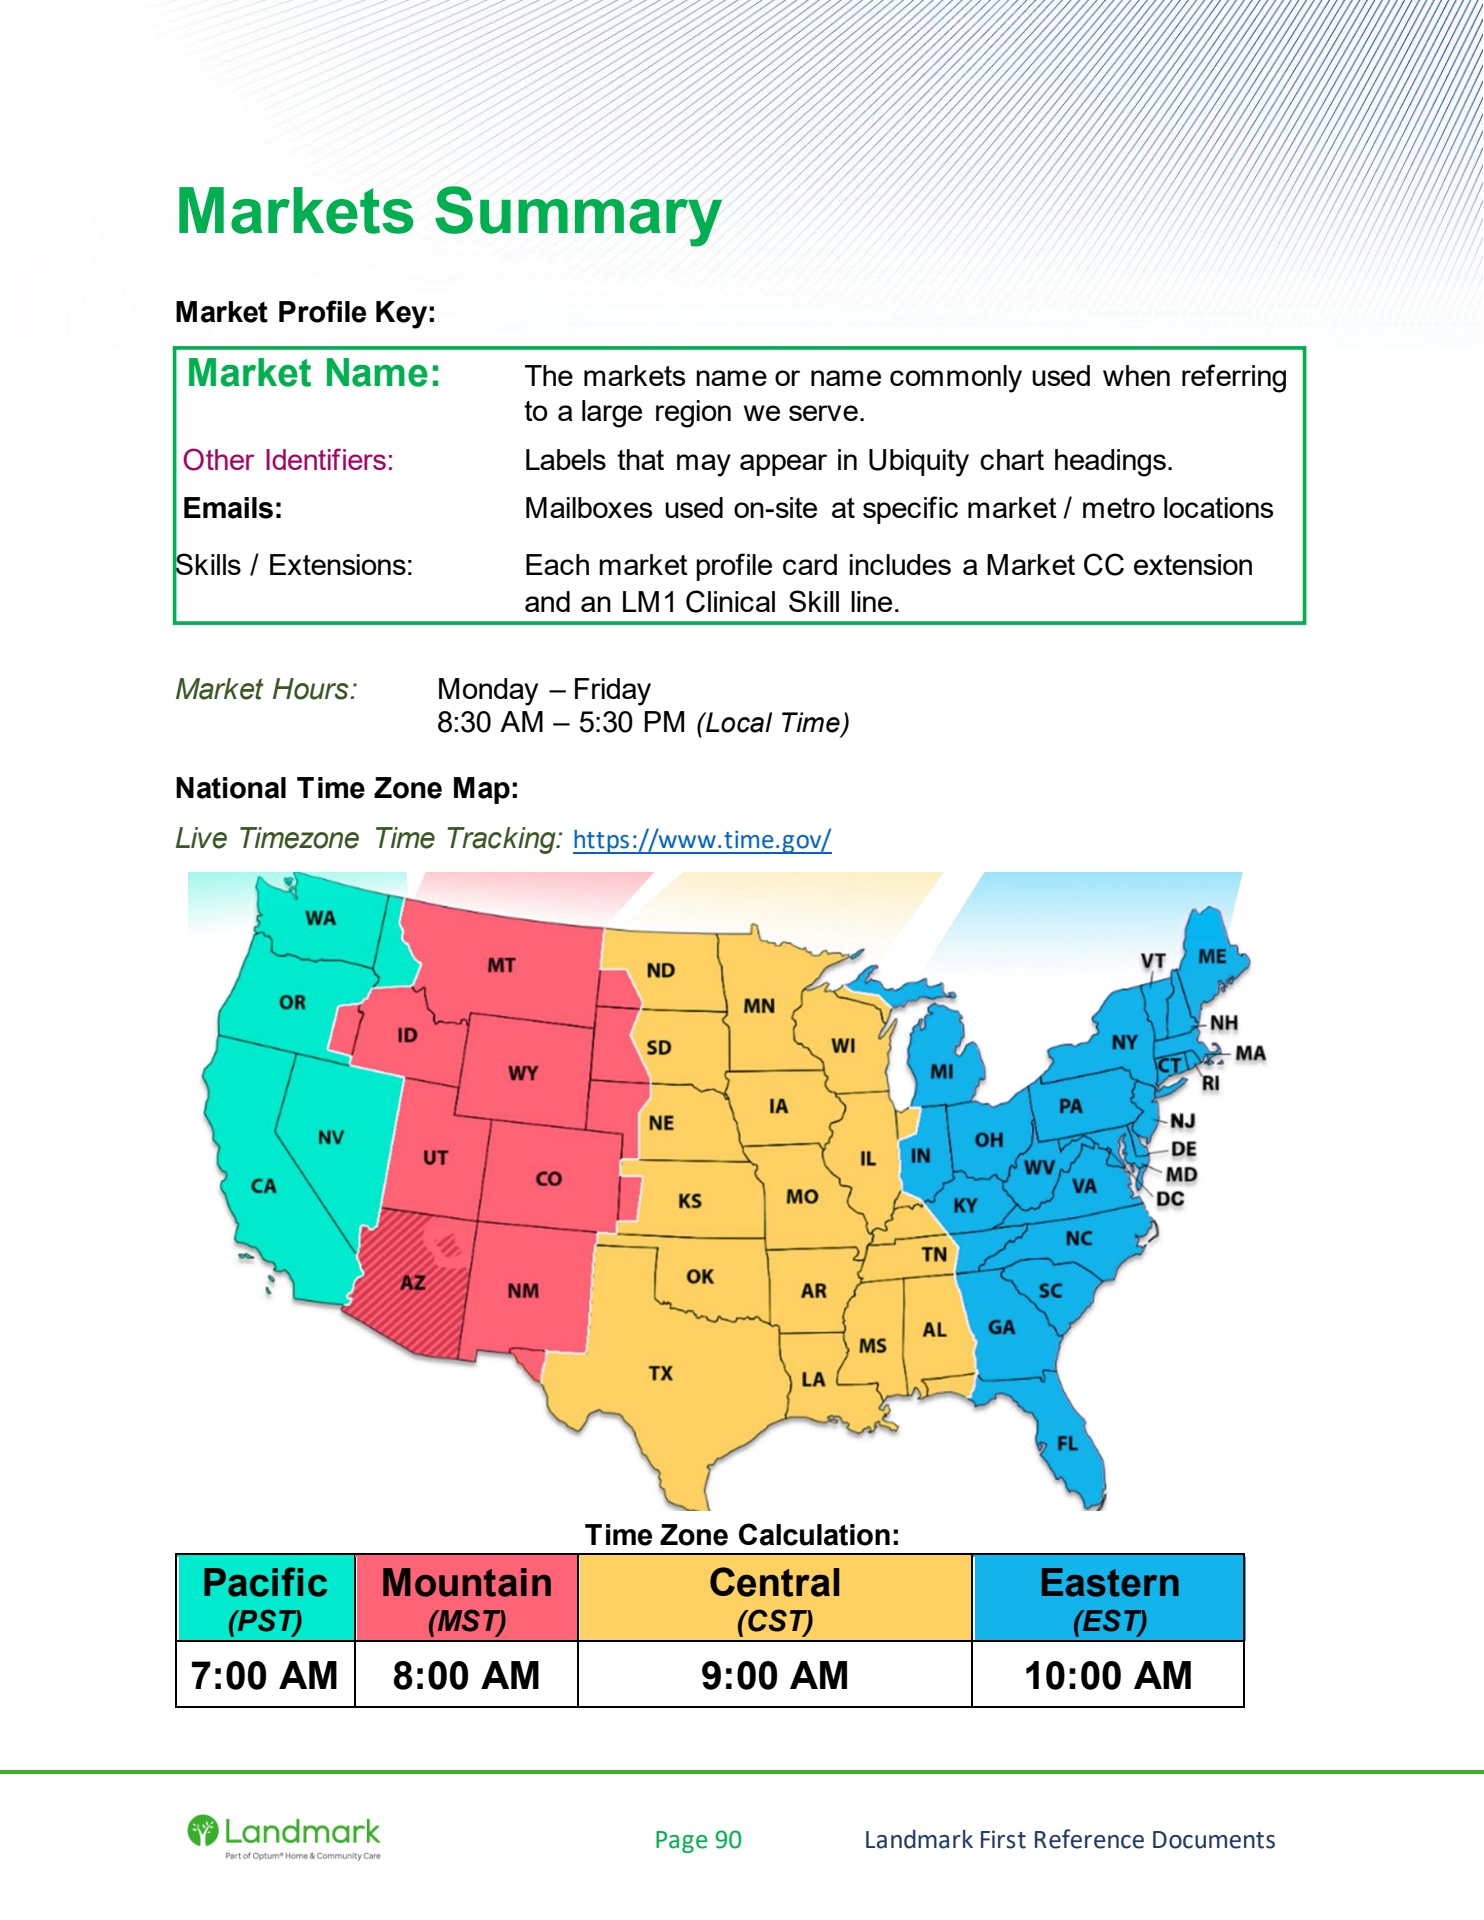 Markets Summary
Market Profile Key:
Market Name: The markets name or name commonly used when referring
to a large region we serve.
Other Identifiers: Labels that may appear in Ubiquity chart headings.
Emails: Mailboxes used on-site at specific market / metro locations
Skills / Extensions: Each market profile card includes a Market CC extension
and an LM1 Clinical Skill line.
Market Hours: Monday – Friday
8:30 AM – 5:30 PM (Local Time)
National Time Zone Map:
Live Timezone Time Tracking: https://www.time.gov/
WA
MT
ND
VT
ME
OR
ID
MN
NH
WY
SD
WI
MI
NY
CT
MA
RI
NV
UT
NE
IA
PA
NJ
CA
CO
IL
IN
OH
DE
KS
MO
WV
VA
MD
KY
DC
AZ
NM
OK
AR
TN
NC
SC
TX
LA
MS
AL
GA
FL
Time Zone Calculation:
Pacific Mountain Central Eastern
(PST) (MST) (CST) (EST)
7:00 AM 8:00 AM 9:00 AM 10:00 AM
Landmark
Part of Optum® Home & Community Care
Page 90
Landmark First Reference Documents